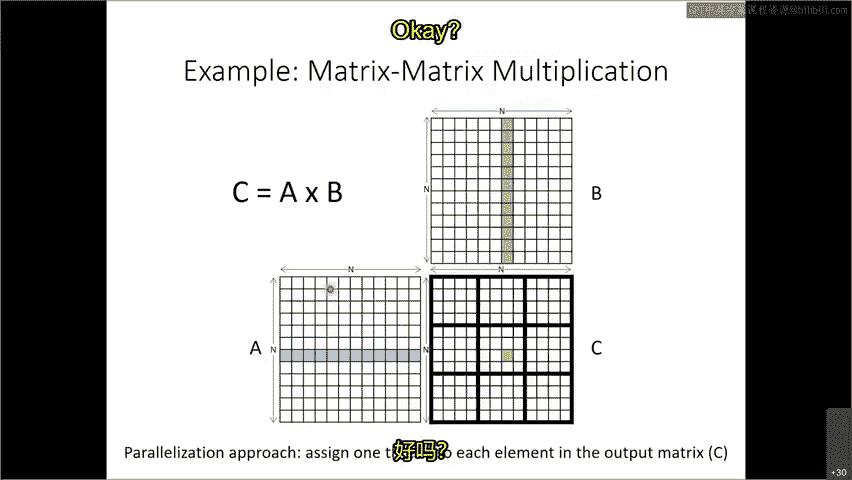 Okay?
Example: Matrix-Matrix Multiplication
N
C = A x B
N
B
N
N
A
N
N
C
Parallelization approach: assign one t o each element in the output matrix (C)
好吗?
+30